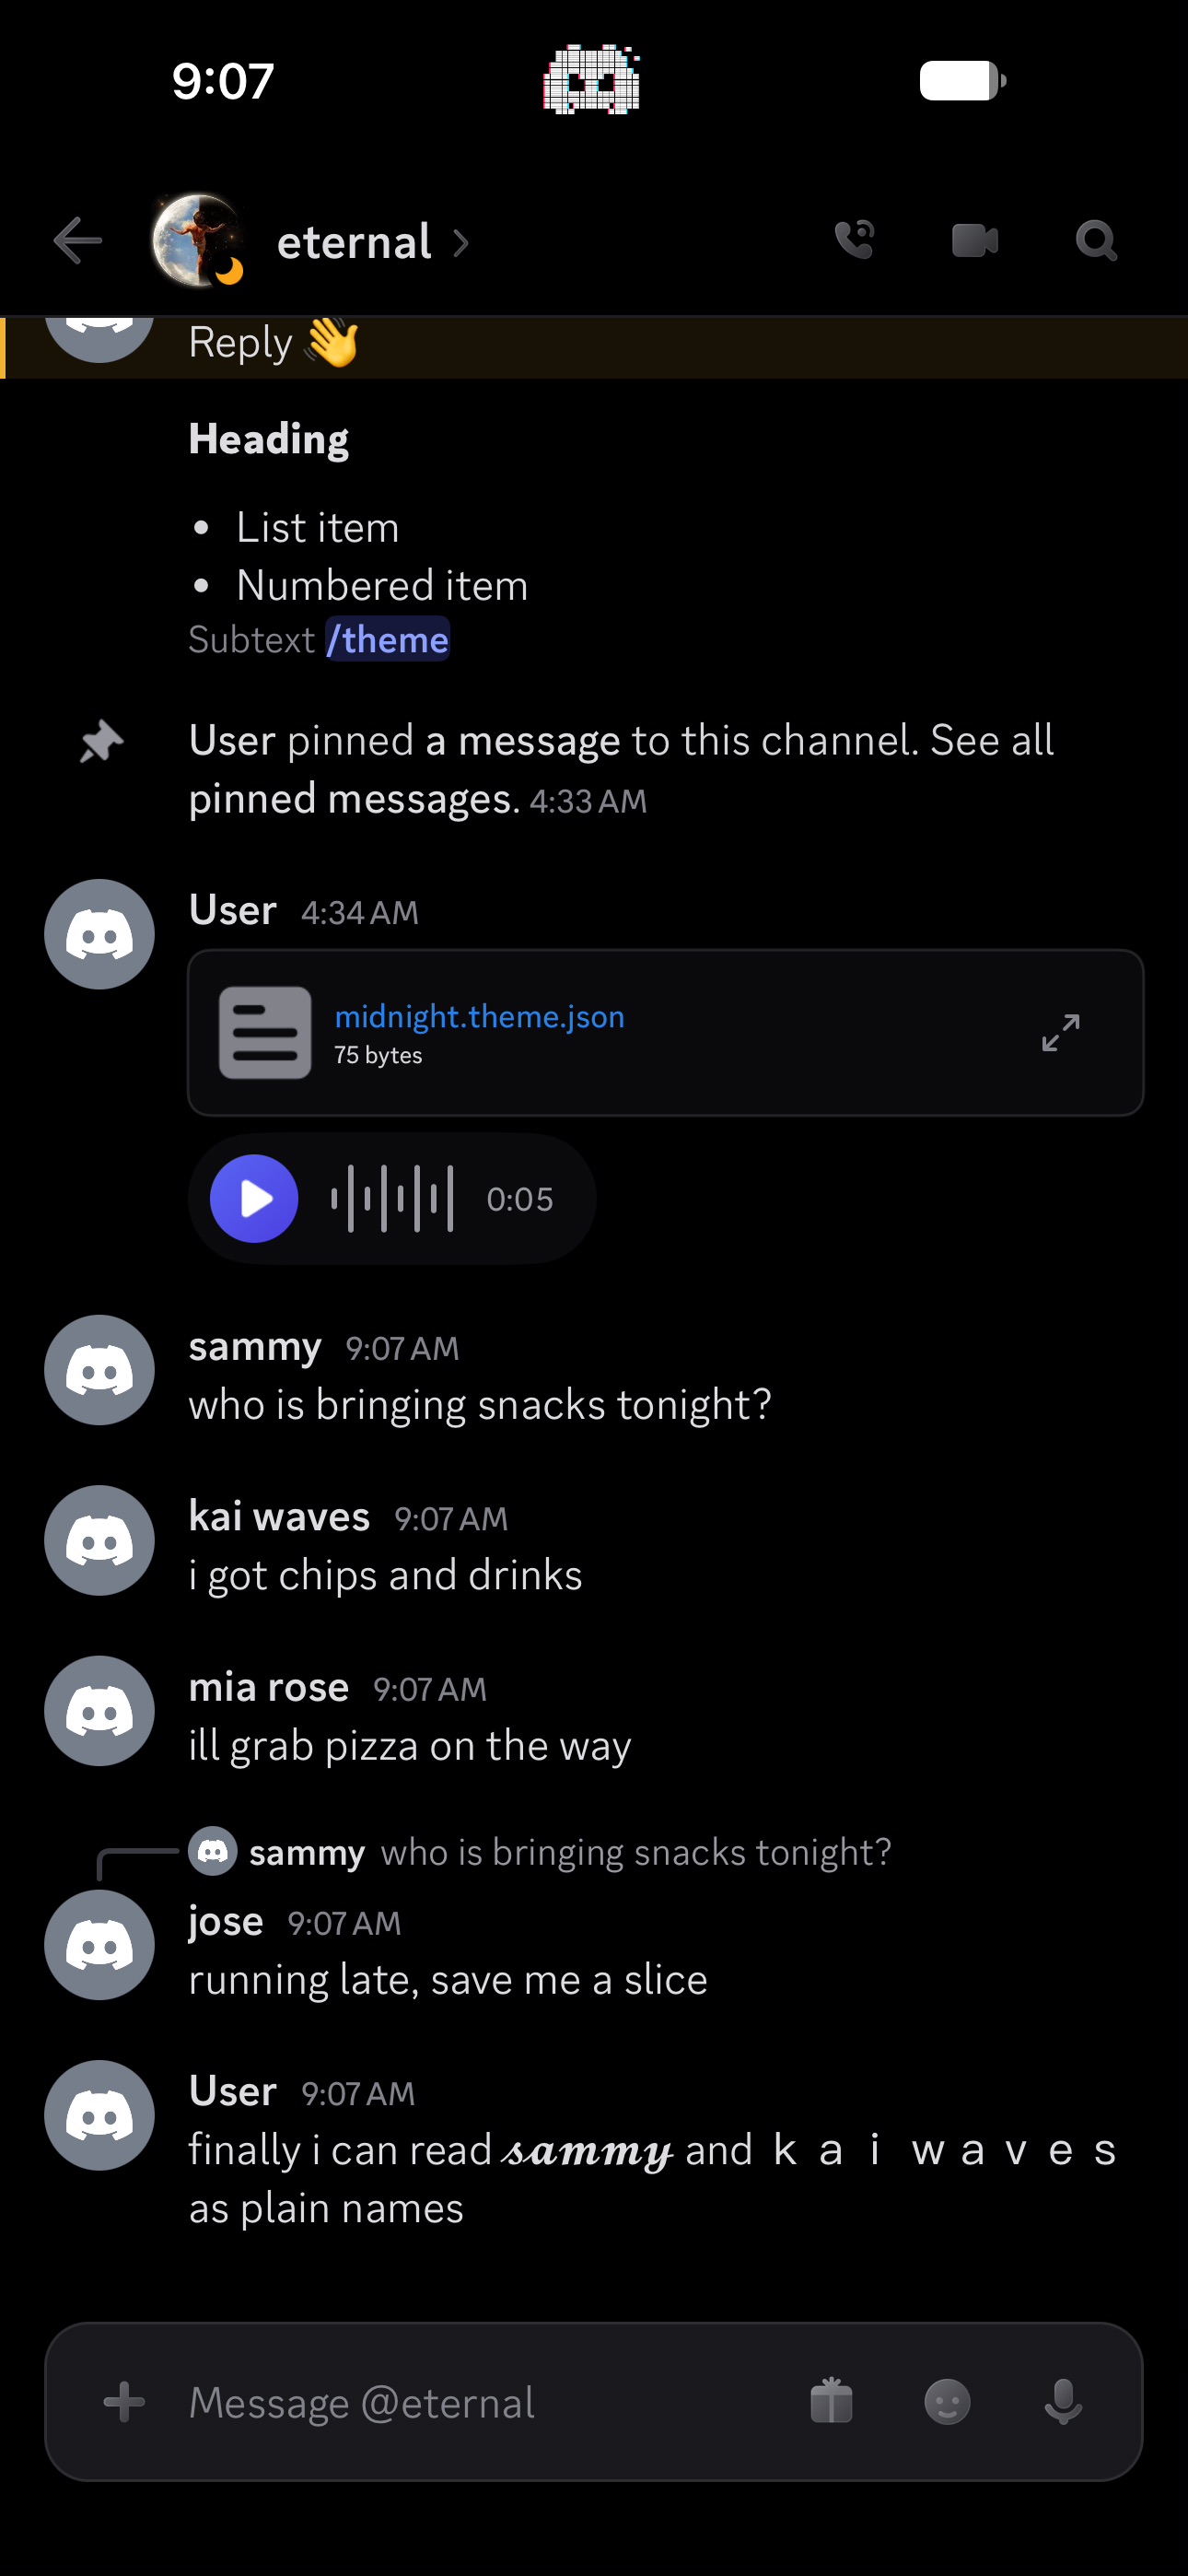 9:07
eternal
Reply 👋
Heading
• List item
• Numbered item
Subtext /theme
User pinned a message to this channel. See all
pinned messages. 4:33 AM
User 4:34 AM
midnight.theme.json
75 bytes
0:05
sammy 9:07 AM
who is bringing snacks tonight?
kai waves 9:07 AM
i got chips and drinks
mia rose 9:07 AM
ill grab pizza on the way
sammy who is bringing snacks tonight?
jose 9:07 AM
running late, save me a slice
User 9:07 AM
finally i can read 𝓼𝓪𝓶𝓶𝔂 and ｋａｉ ｗａｖｅｓ
as plain names
Message @eternal